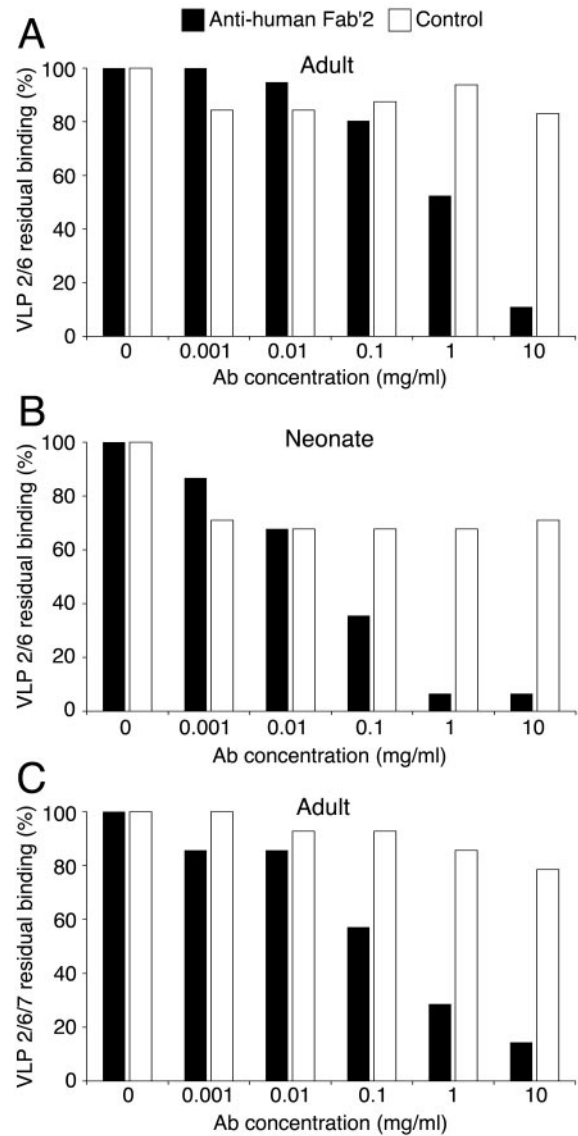 Anti-human Fab'2 Control
A
Adult
VLP 2/6 residual binding (%)
100
80
60
40
20
0
0 0.001 0.01 0.1 1 10
Ab concentration (mg/ml)
B
Neonate
VLP 2/6 residual binding (%)
100
80
60
40
20
0
0 0.001 0.01 0.1 1 10
Ab concentration (mg/ml)
C
Adult
VLP 2/6/7 residual binding (%)
100
80
60
40
20
0
0 0.001 0.01 0.1 1 10
Ab concentration (mg/ml)